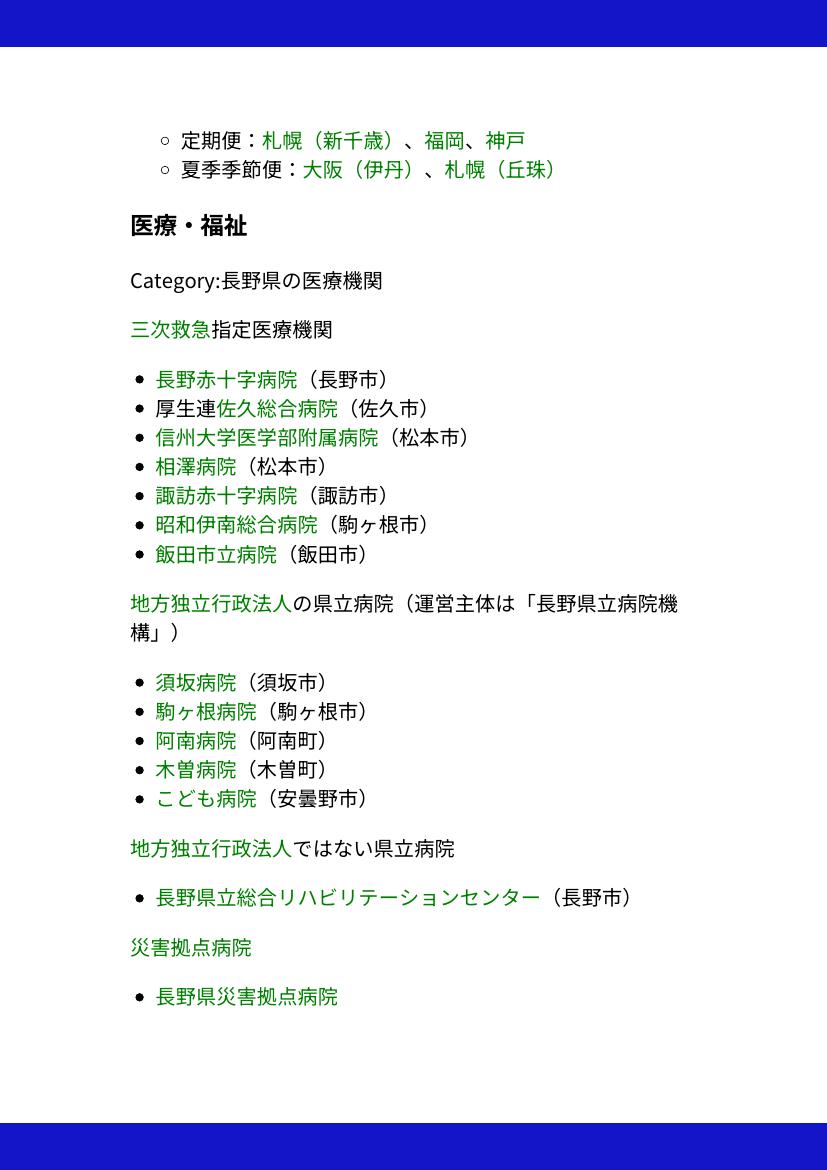 定期便：札幌（新千歳）、福岡、神戸
夏季季節便：大阪（伊丹）、札幌（丘珠）
医療・福祉
Category:長野県の医療機関
三次救急指定医療機関
長野赤十字病院（長野市）
厚生連佐久総合病院（佐久市）
信州大学医学部附属病院（松本市）
相澤病院（松本市）
諏訪赤十字病院（諏訪市）
昭和伊南総合病院（駒ヶ根市）
飯田市立病院（飯田市）
地方独立行政法人の県立病院（運営主体は「長野県立病院機
構」）
須坂病院（須坂市）
駒ヶ根病院（駒ヶ根市）
阿南病院（阿南町）
木曽病院（木曽町）
こども病院（安曇野市）
地方独立行政法人ではない県立病院
長野県立総合リハビリテーションセンター（長野市）
災害拠点病院
長野県災害拠点病院